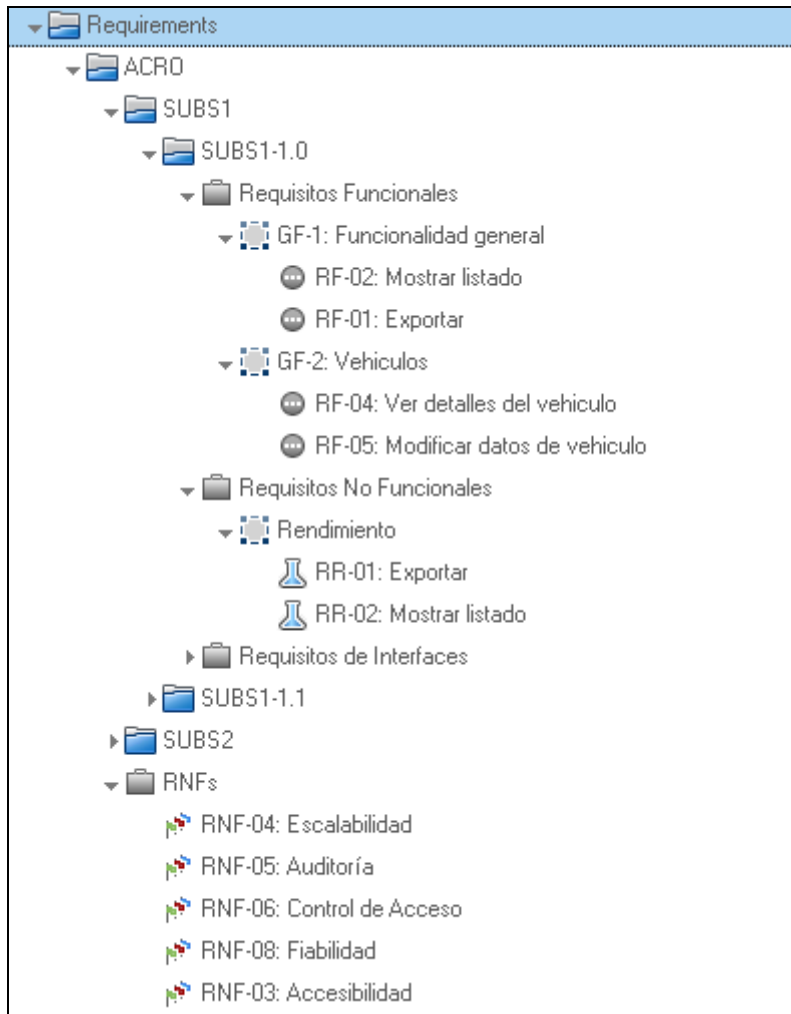 Requirements
ACRO
SUBS1
SUBS1-1.0
Requisitos Funcionales
GF-1: Funcionalidad general
RF-02: Mostrar listado
RF-01: Exportar
GF-2: Vehiculos
RF-04: Ver detalles del vehiculo
RF-05: Modificar datos de vehiculo
Requisitos No Funcionales
Rendimiento
RR-01: Exportar
RR-02: Mostrar listado
Requisitos de Interfaces
SUBS1-1.1
SUBS2
RNFs
RNF-04: Escalabilidad
RNF-05: Auditoría
RNF-06: Control de Acceso
RNF-08: Fiabilidad
RNF-03: Accesibilidad